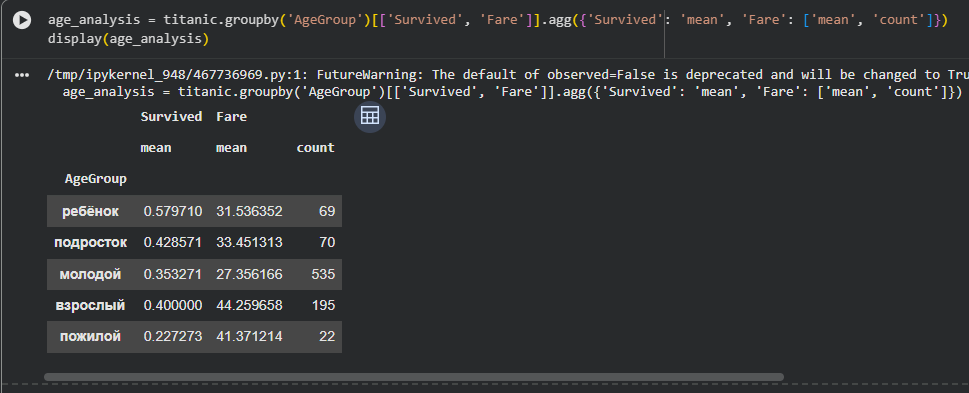 age_analysis = titanic.groupby('AgeGroup')[['Survived', 'Fare']].agg({'Survived': 'mean', 'Fare': ['mean', 'count']})
display(age_analysis)
/tmp/ipykernel_948/467736969.py:1: FutureWarning: The default of observed=False is deprecated and will be changed to Tru
age_analysis = titanic.groupby('AgeGroup')[['Survived', 'Fare']].agg({'Survived': 'mean', 'Fare': ['mean', 'count']})
Survived Fare
mean mean count
AgeGroup
ребёнок 0.579710 31.536352 69
подросток 0.428571 33.451313 70
молодой 0.353271 27.356166 535
взрослый 0.400000 44.259658 195
пожилой 0.227273 41.371214 22